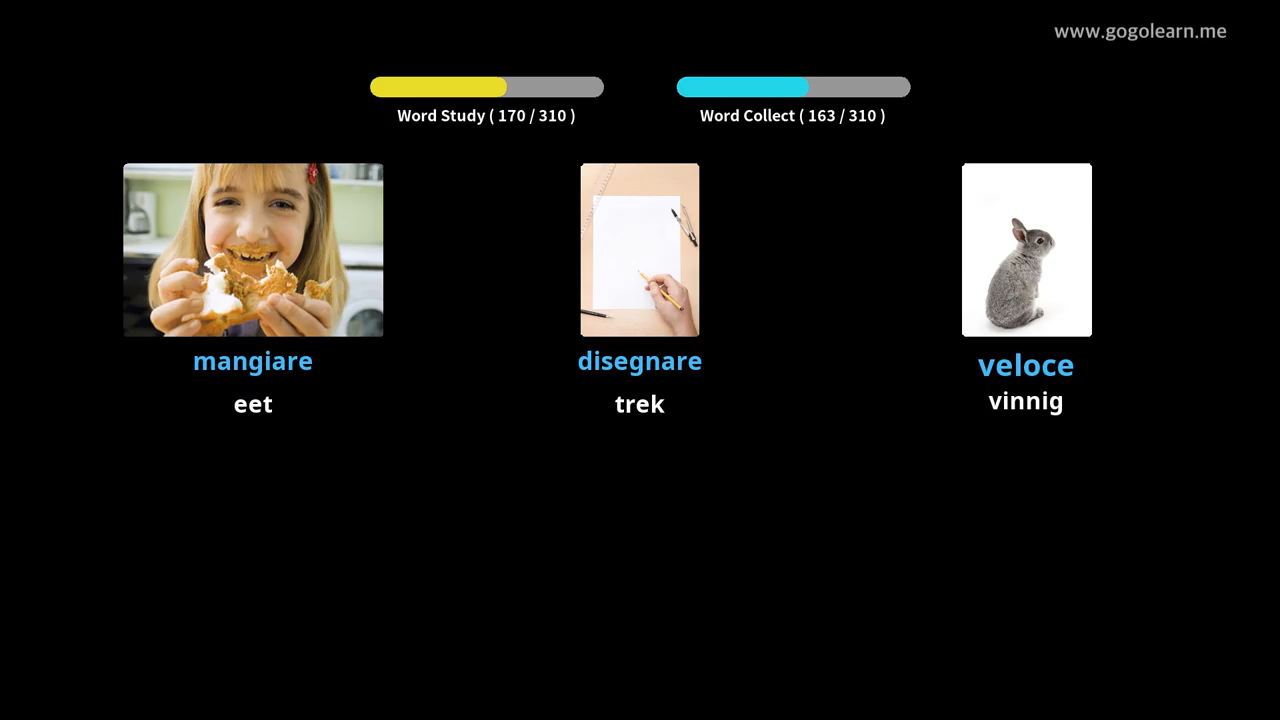 www.gogolearn.me
Word Study ( 170 / 310 )
Word Collect ( 163 / 310 )
mangiare
eet
disegnare
trek
veloce
vinnig